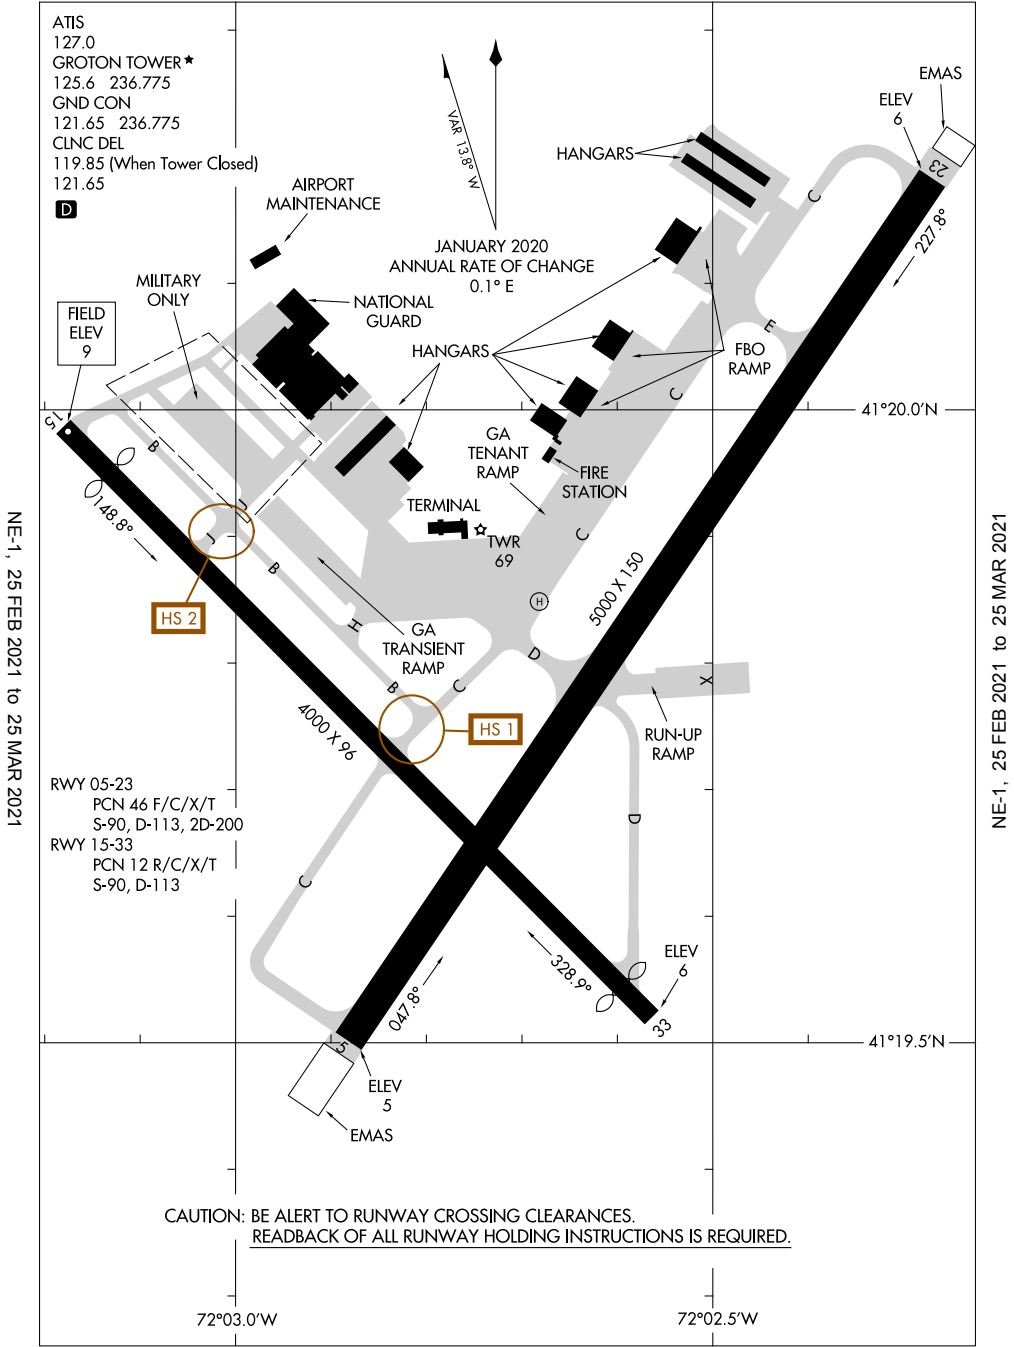 ATIS
127.0
GROTON TOWER★
125.6 236.775
GND CON
121.65 236.775
CLNC DEL
119.85 (When Tower Closed)
121.65
D
VAR 13.8° W
JANUARY 2020
ANNUAL RATE OF CHANGE
0.1° E
EMAS
ELEV
6
23
227.8°
HANGARS
C
AIRPORT
MAINTENANCE
MILITARY
ONLY
NATIONAL
GUARD
FIELD
ELEV
9
HANGARS
E
FBO
RAMP
C
41°20.0'N
15
B
148.8°
GA
TENANT
RAMP
FIRE
STATION
TERMINAL
TWR
69
C
J
J
HS 2
B
H
GA
TRANSIENT
RAMP
H
5000 X 150
D
B
C
X
RUN-UP
RAMP
HS 1
4000 X 96
RWY 05-23
PCN 46 F/C/X/T
S-90, D-113, 2D-200
RWY 15-33
PCN 12 R/C/X/T
S-90, D-113
D
C
ELEV
6
328.9°
33
047.8°
5
41°19.5'N
ELEV
5
EMAS
CAUTION: BE ALERT TO RUNWAY CROSSING CLEARANCES.
READBACK OF ALL RUNWAY HOLDING INSTRUCTIONS IS REQUIRED.
72°03.0'W
72°02.5'W
NE-1, 25 FEB 2021 to 25 MAR 2021
NE-1, 25 FEB 2021 to 25 MAR 2021